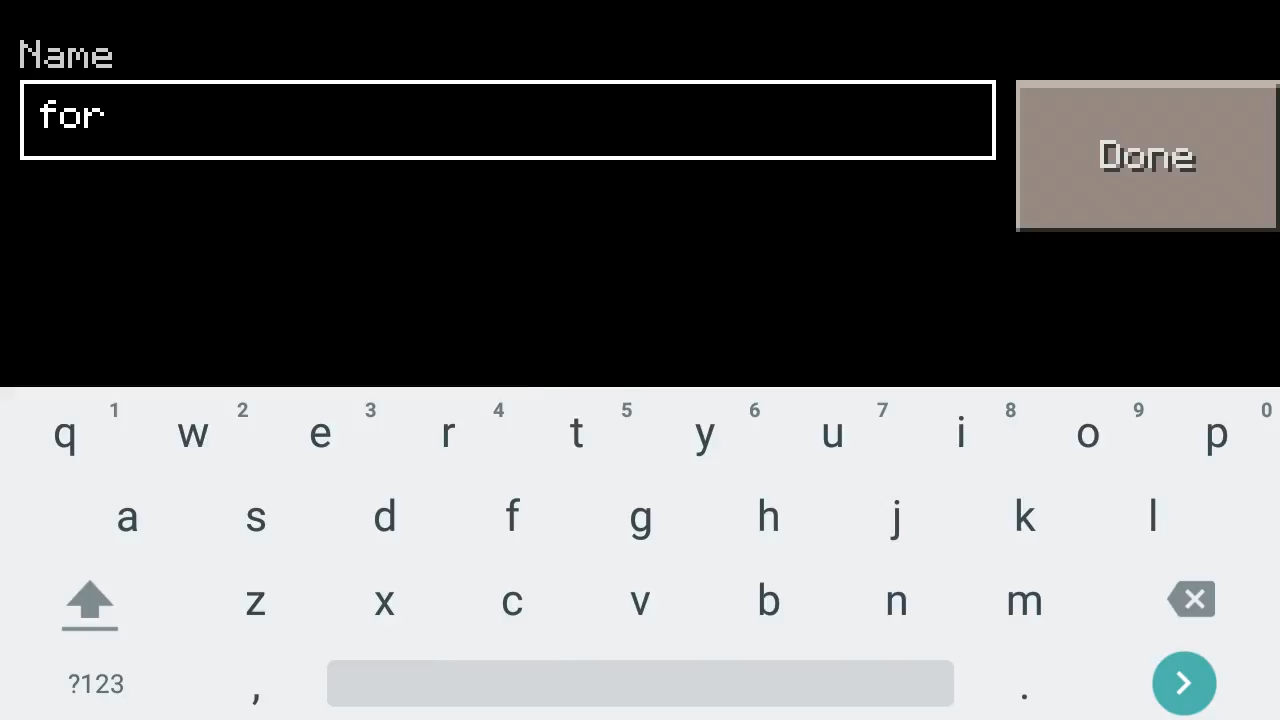 Name
for
Done
1 2 3 4 5 6 7 8 9 0
q w e r t y u i o p
a s d f g h j k l
z x c v b n m
?123 , .